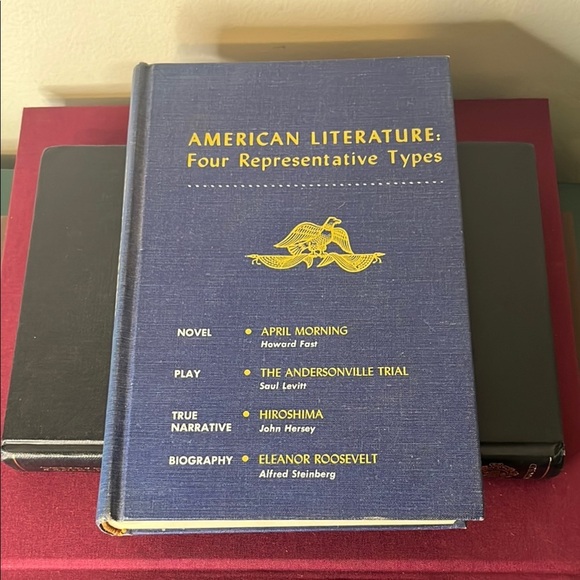 AMERICAN LITERATURE:
Four Representative Types
NOVEL • APRIL MORNING
Howard Fast
PLAY • THE ANDERSONVILLE TRIAL
Saul Levitt
TRUE NARRATIVE • HIROSHIMA
John Hersey
BIOGRAPHY • ELEANOR ROOSEVELT
Alfred Steinberg